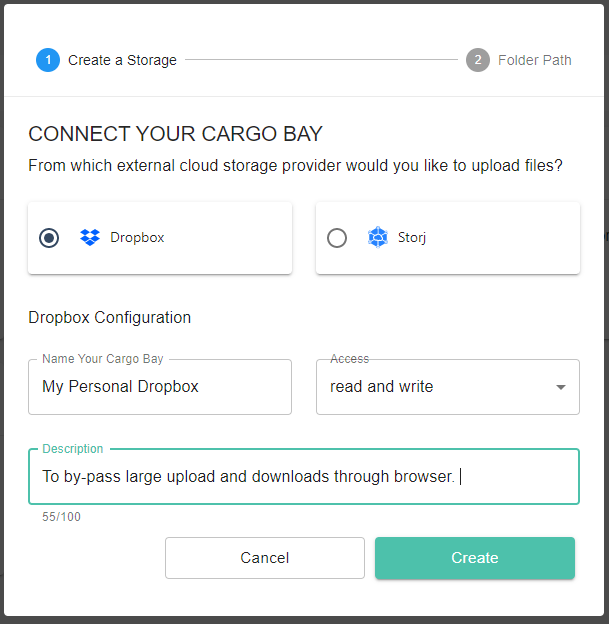 1 Create a Storage 2 Folder Path
CONNECT YOUR CARGO BAY
From which external cloud storage provider would you like to upload files?
Dropbox Storj
Dropbox Configuration
Name Your Cargo Bay Access
My Personal Dropbox read and write
Description
To by-pass large upload and downloads through browser.
55/100
Cancel Create